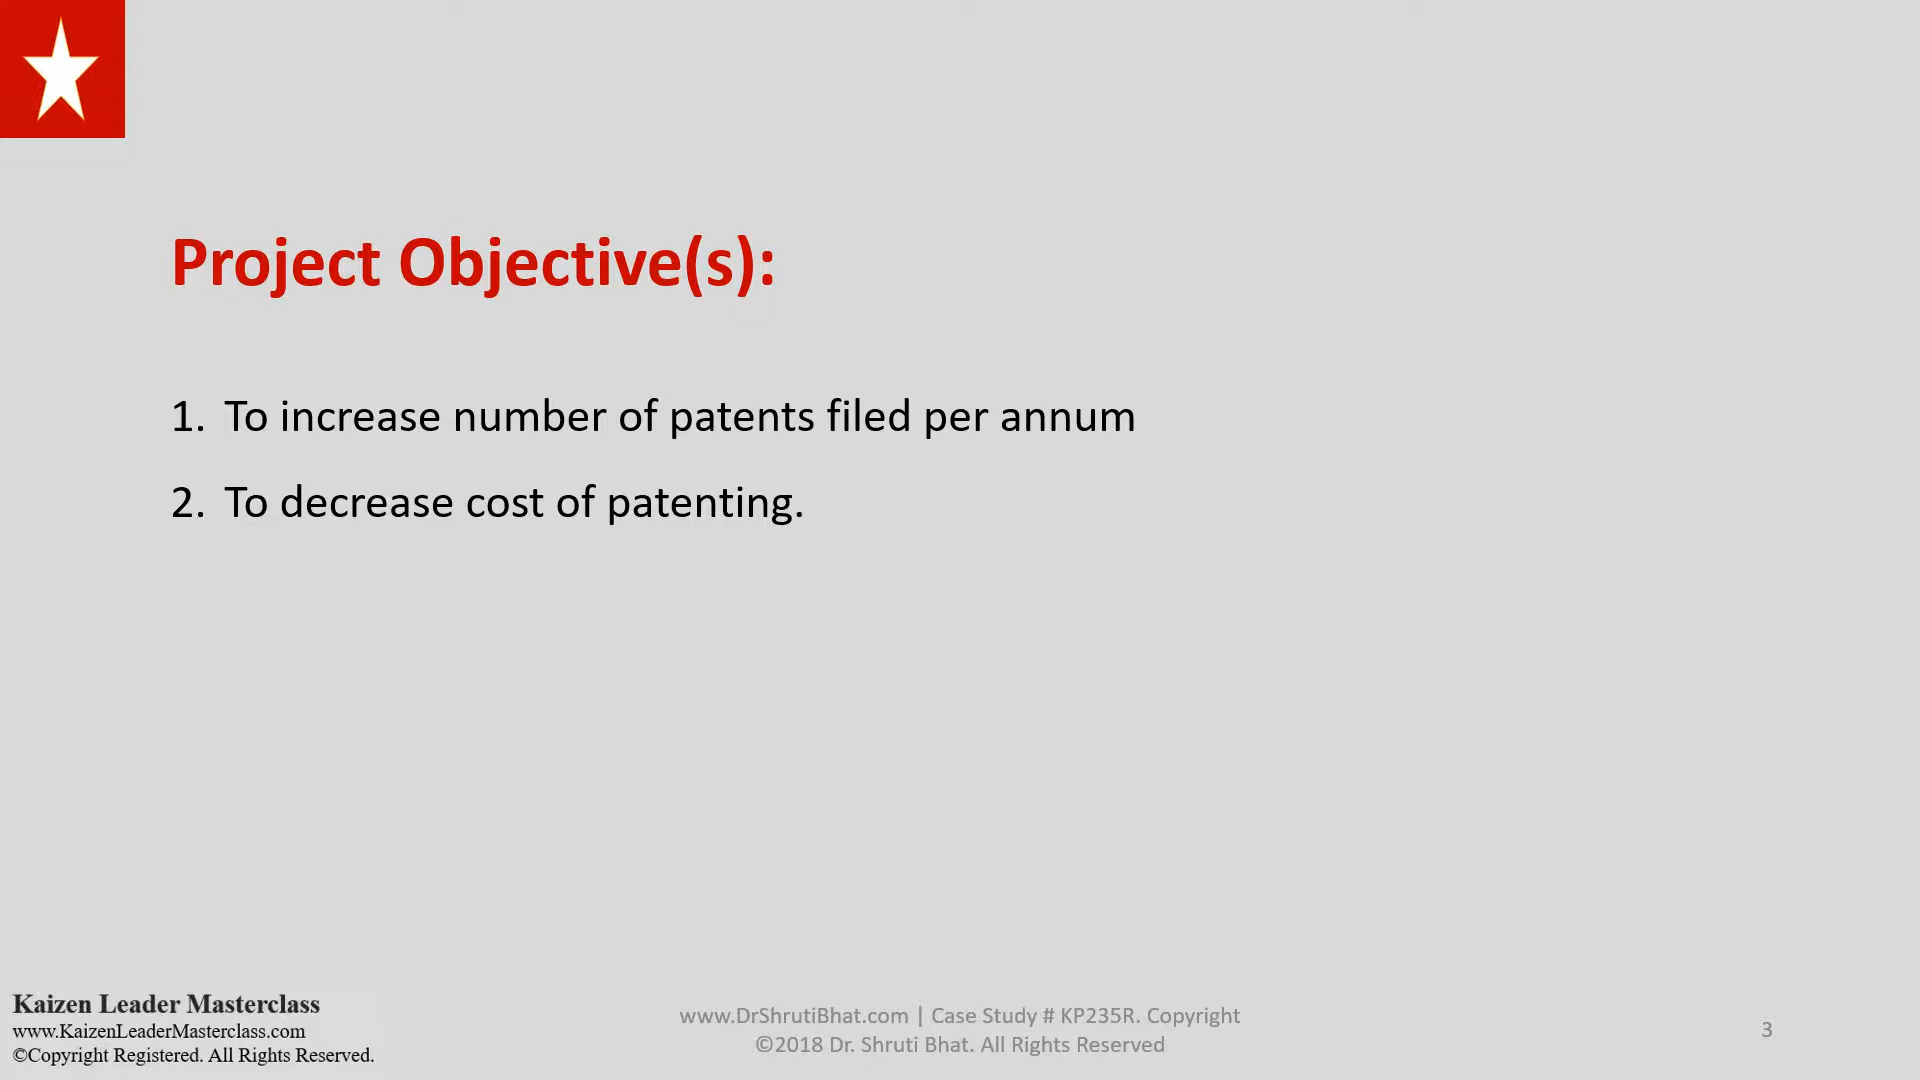 Project Objective(s):
1. To increase number of patents filed per annum
2. To decrease cost of patenting.
Kaizen Leader Masterclass
www.KaizenLeaderMasterclass.com
©Copyright Registered. All Rights Reserved.
www.DrShrutiBhat.com | Case Study # KP235R. Copyright
©2018 Dr. Shruti Bhat. All Rights Reserved
3